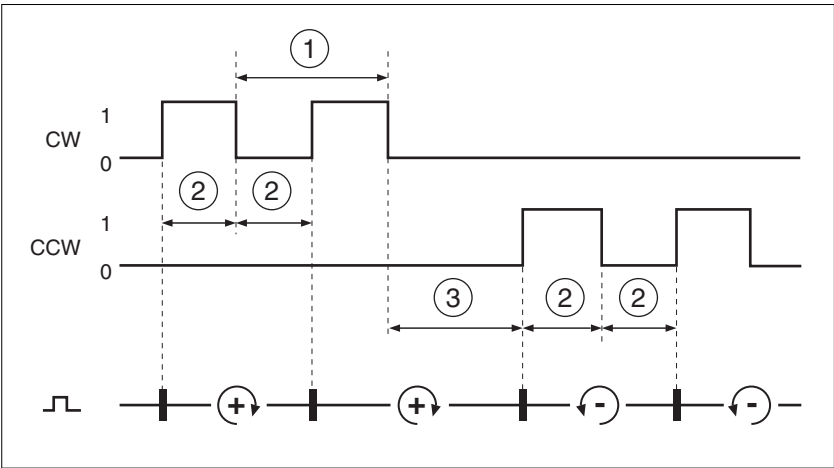 ①
1
CW
0
② ②
1
CCW
0
③ ② ②
+ + - -